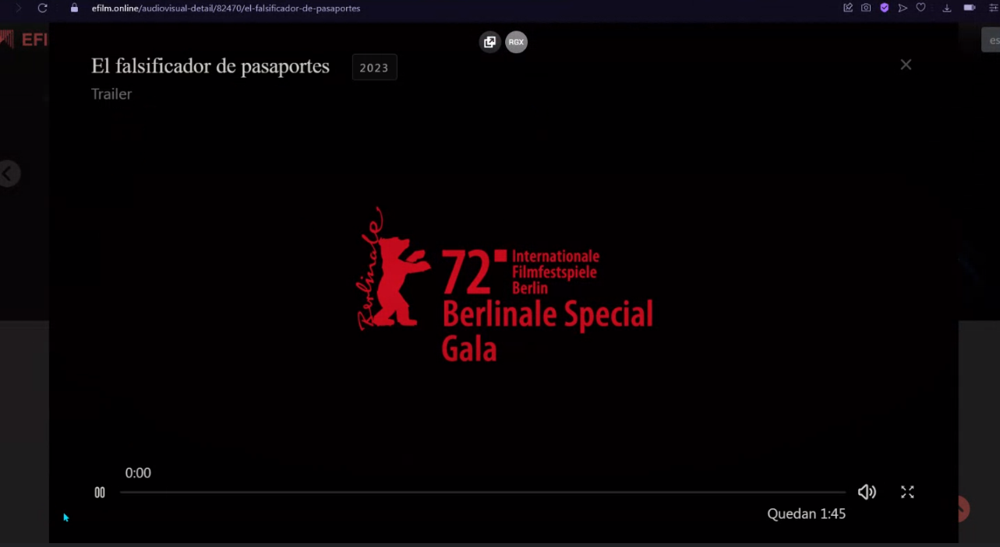 efilm.online/audiovisual-detail/82470/el-falsificador-de-pasaportes
EFI
RGX
es
El falsificador de pasaportes 2023
Trailer
Berlinale
72 Internationale
Filmfestspiele
Berlin
Berlinale Special
Gala
0:00
Quedan 1:45